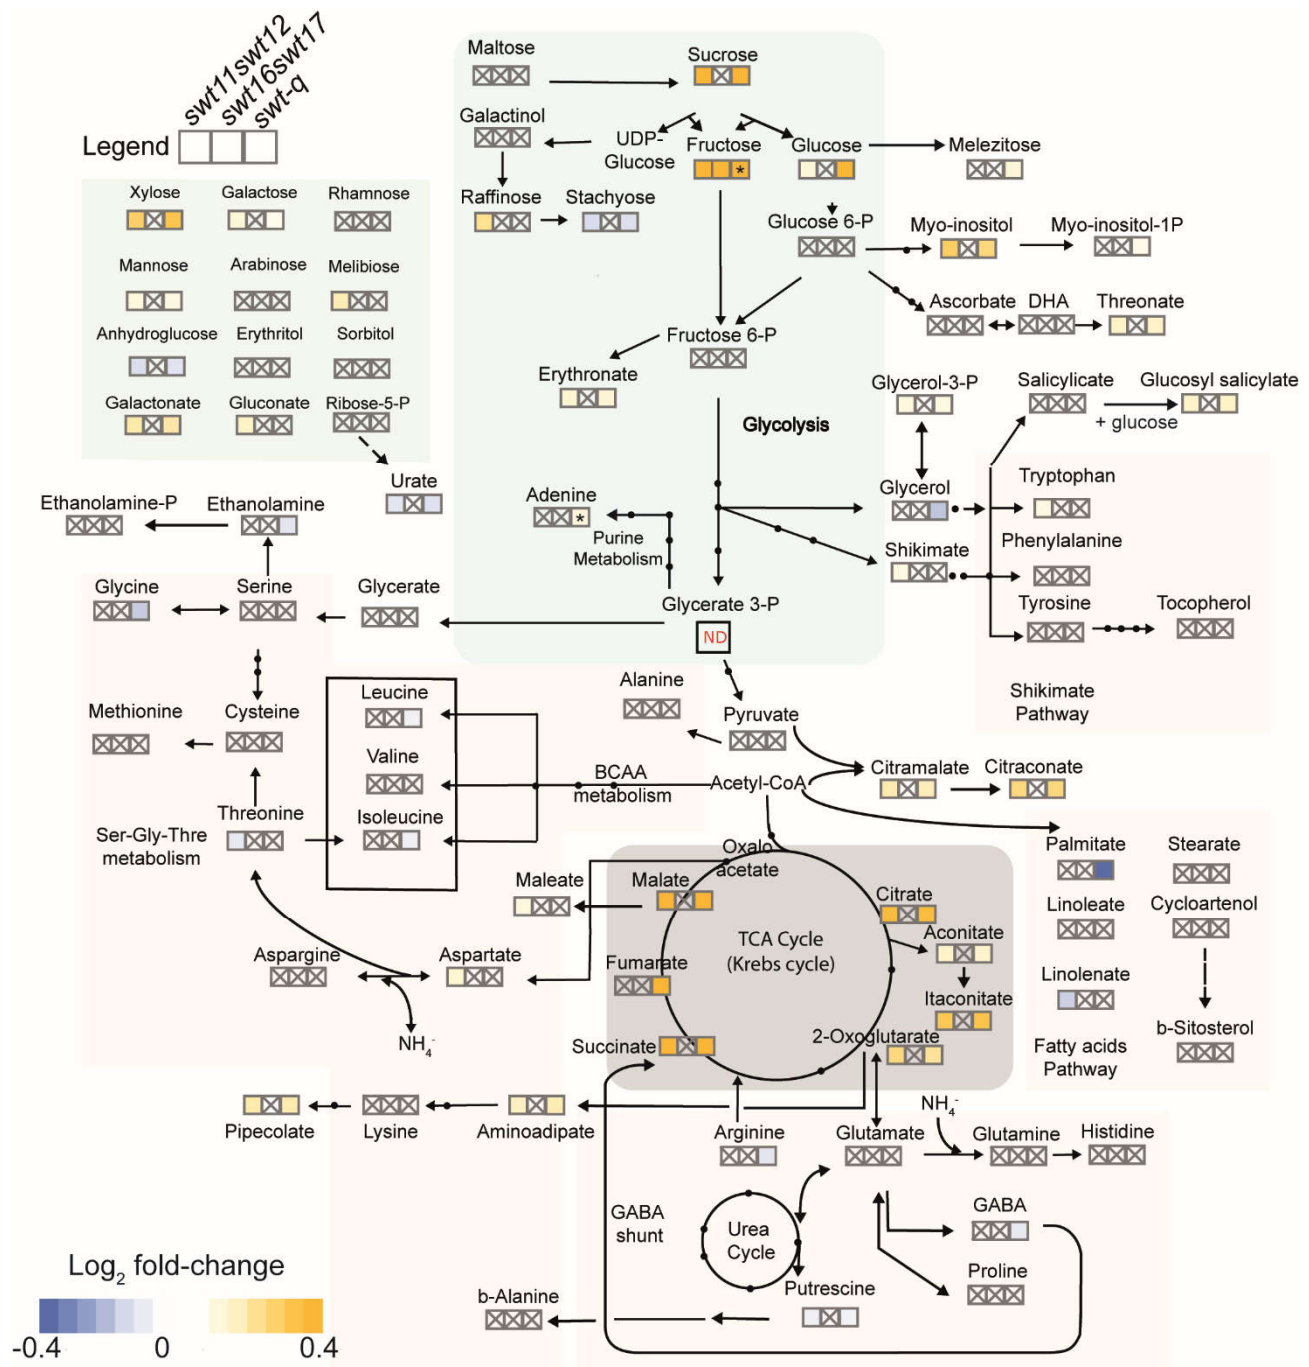 swt11swt12
swt16swt17
swt-q
Legend
Maltose
Sucrose
Galactinol
UDP-
Glucose
Fructose
*
Glucose
Melezitose
Xylose
Galactose
Rhamnose
Raffinose
Stachyose
Glucose 6-P
Myo-inositol
Myo-inositol-1P
Mannose
Arabinose
Melibiose
Ascorbate
DHA
Threonate
Anhydroglucose
Erythritol
Sorbitol
Fructose 6-P
Erythronate
Galactonate
Gluconate
Ribose-5-P
Glycerol-3-P
Salicylicate
Glucosyl salicylate
+ glucose
Glycolysis
Urate
Ethanolamine-P
Ethanolamine
Adenine
*
Purine
Metabolism
Glycerol
Tryptophan
Shikimate
Phenylalanine
Glycine
Serine
Glycerate
Glycerate 3-P
ND
Tyrosine
Tocopherol
Shikimate
Pathway
Alanine
Leucine
Methionine
Cysteine
Pyruvate
Valine
BCAA
metabolism
Acetyl-CoA
Citramalate
Citraconate
Threonine
Isoleucine
Ser-Gly-Thre
metabolism
Oxalo
acetate
Palmitate
Stearate
Maleate
Malate
Citrate
Linoleate
Cycloartenol
TCA Cycle
(Krebs cycle)
Aconitate
Aspargine
Aspartate
Fumarate
Linolenate
Itaconitate
NH4-
Succinate
2-Oxoglutarate
Fatty acids
Pathway
b-Sitosterol
Pipecolate
Lysine
Aminoadipate
Arginine
Glutamate
NH4-
Glutamine
Histidine
GABA
shunt
Urea
Cycle
GABA
Proline
Putrescine
b-Alanine
Log2 fold-change
-0.4
0
0.4